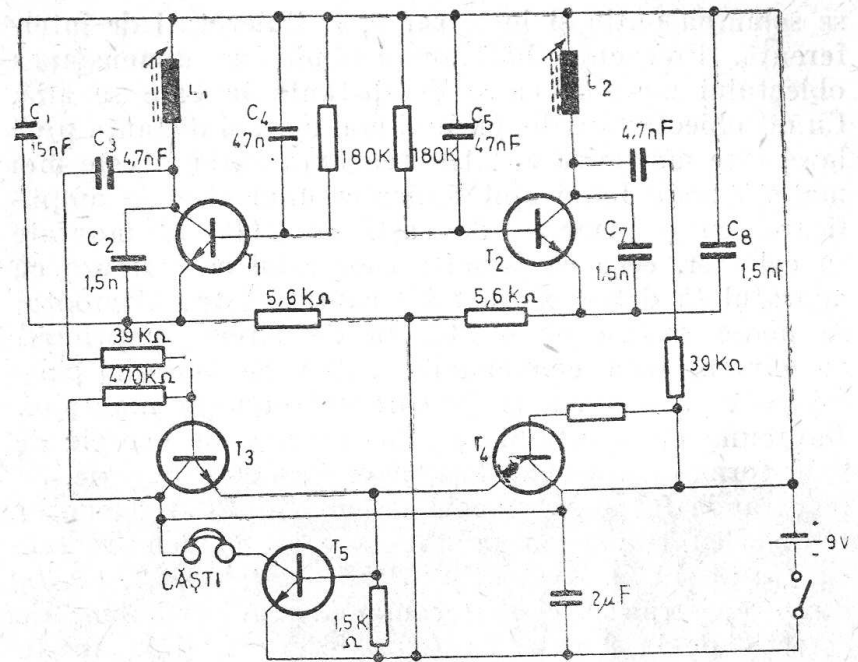 C1
15nF
C3
4,7nF
L1
C4
47n
180K
180K
C5
47nF
L2
4,7nF
C2
1,5n
T1
T2
C7
1,5n
C8
1,5nF
5,6KΩ
5,6KΩ
39KΩ
470KΩ
39KΩ
T3
T4
T5
CĂȘTI
1,5K
Ω
2µF
+
9V
-